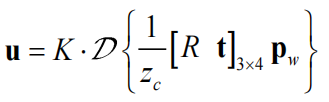 u = K · 𝒟 { 1/z_c [R t]_{3×4} p_w }